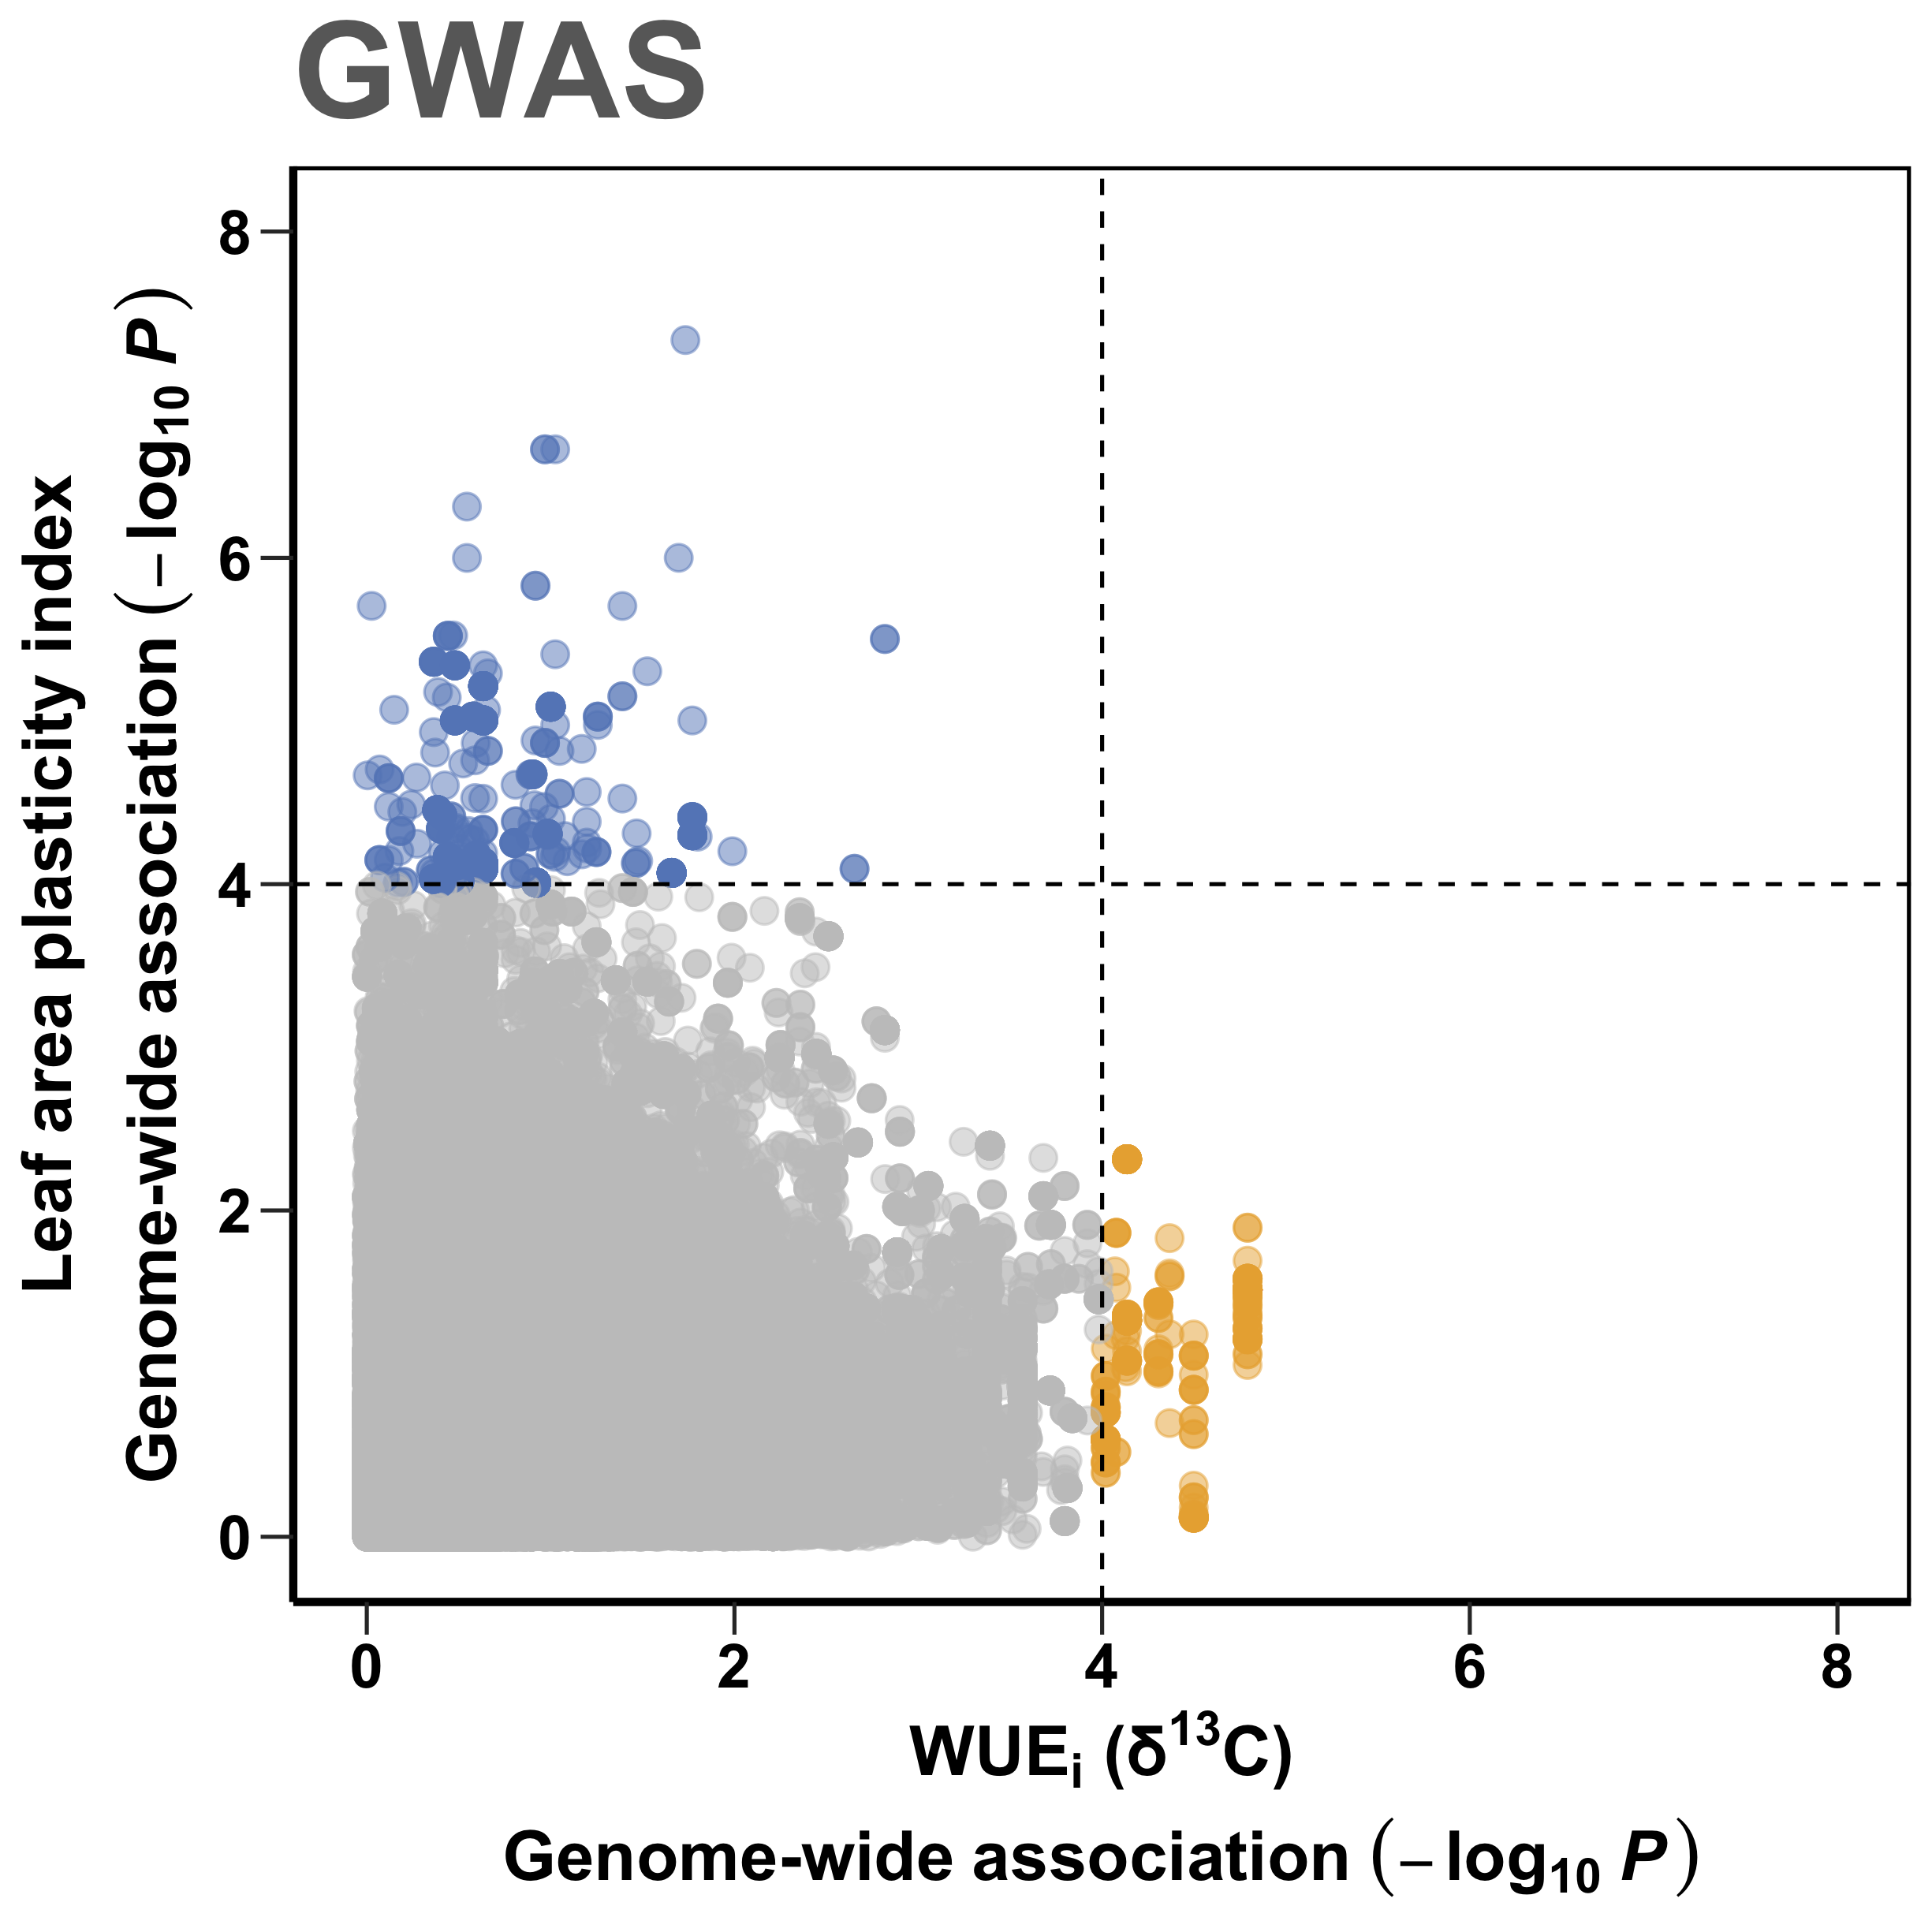 GWAS
Leaf area plasticity index
Genome-wide association (– log₁₀ P)
8
6
4
2
0
0 2 4 6 8
WUEᵢ (δ¹³C)
Genome-wide association (– log₁₀ P)